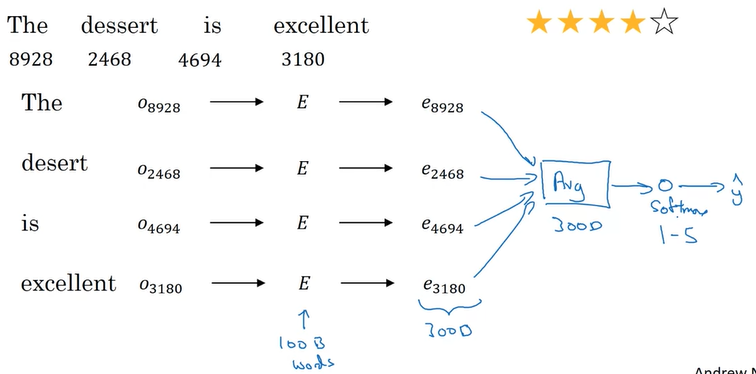 The dessert is excellent
8928 2468 4694 3180
The o8928 E e8928
desert o2468 E e2468
Avg
ŷ
softmax
300D
1-5
is o4694 E e4694
excellent o3180 E e3180
300D
100B
words
Andrew N